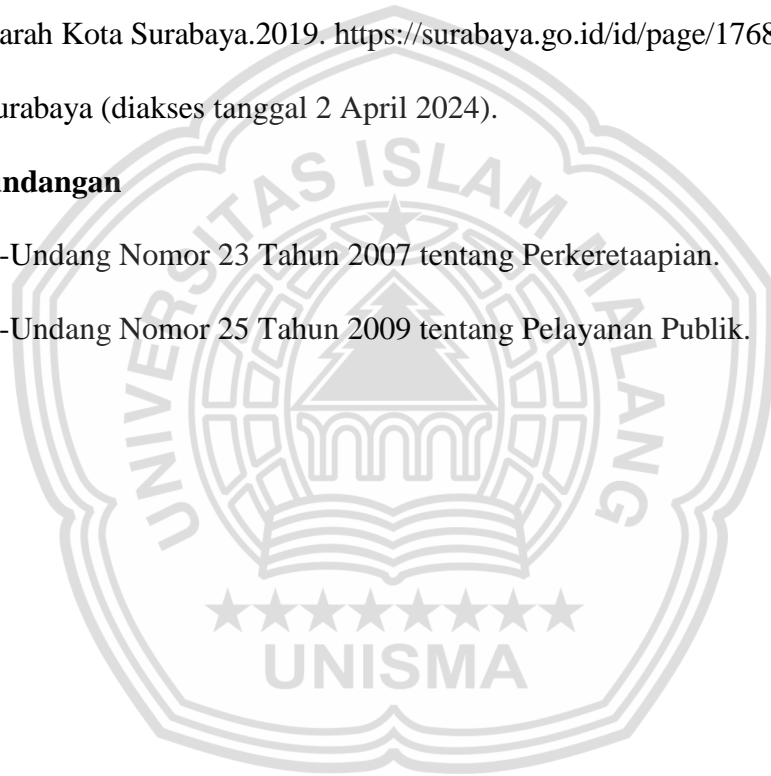 arah Kota Surabaya.2019. https://surabaya.go.id/id/page/1768
urabaya (diakses tanggal 2 April 2024).
undangan
-Undang Nomor 23 Tahun 2007 tentang Perkeretaapian.
-Undang Nomor 25 Tahun 2009 tentang Pelayanan Publik.
UNIVERSITAS ISLAM MALANG
UNISMA